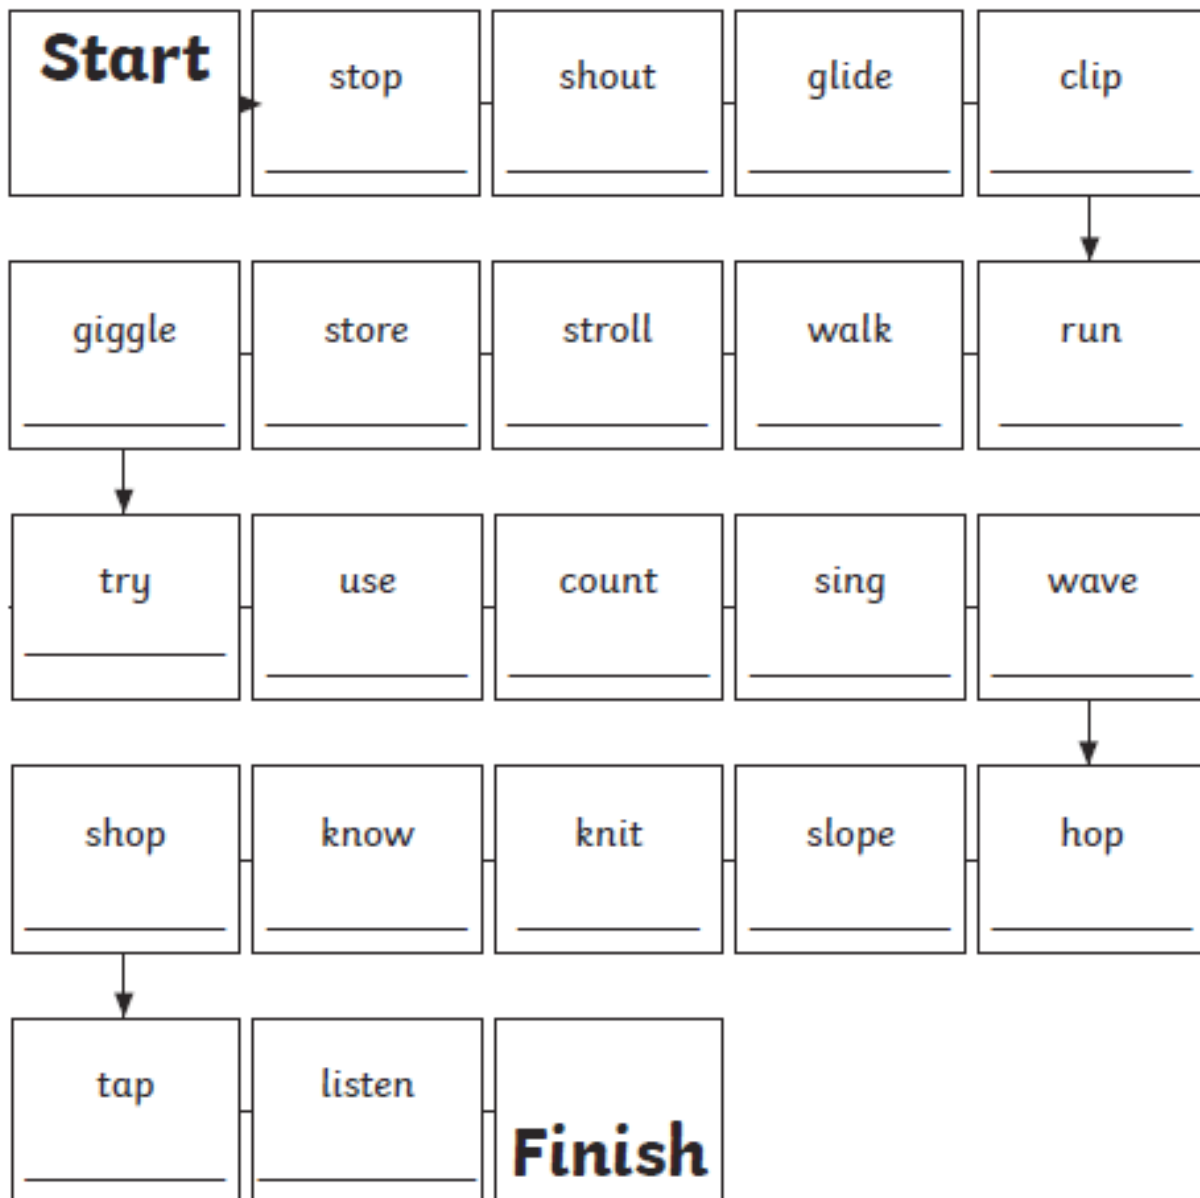 Start
stop
shout
glide
clip
giggle
store
stroll
walk
run
try
use
count
sing
wave
shop
know
knit
slope
hop
tap
listen
Finish